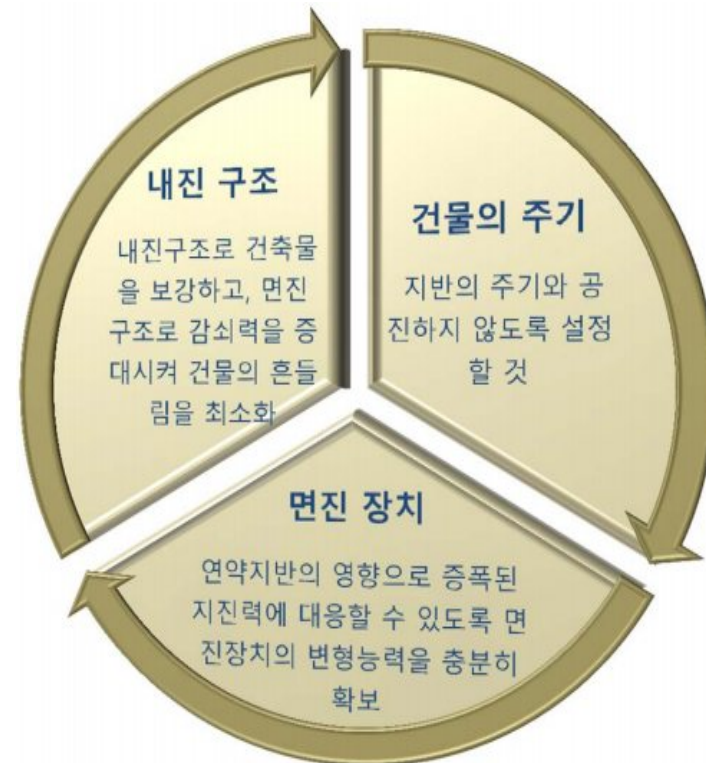 내진 구조
내진구조로 건축물
을 보강하고, 면진
구조로 감쇠력을 증
대시켜 건물의 흔들
림을 최소화
건물의 주기
지반의 주기와 공
진하지 않도록 설정
할 것
면진 장치
연약지반의 영향으로 증폭된
지진력에 대응할 수 있도록 면
진장치의 변형능력을 충분히
확보